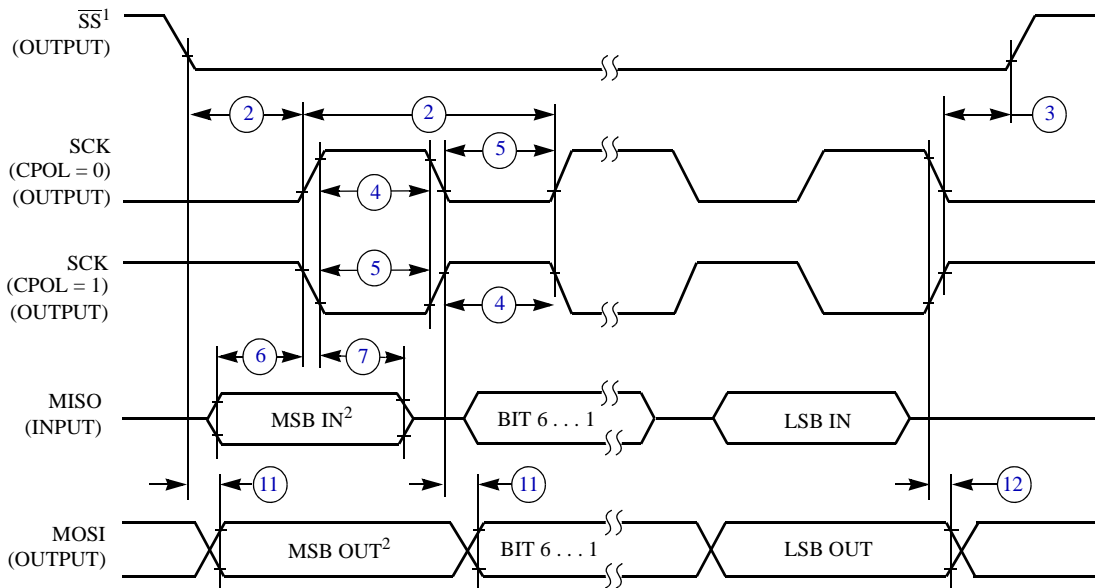 SS¹
(OUTPUT)
2
2
3
SCK
(CPOL = 0)
(OUTPUT)
5
4
SCK
(CPOL = 1)
(OUTPUT)
5
4
6
7
MISO
(INPUT)
MSB IN²
BIT 6 . . . 1
LSB IN
11
11
12
MOSI
(OUTPUT)
MSB OUT²
BIT 6 . . . 1
LSB OUT